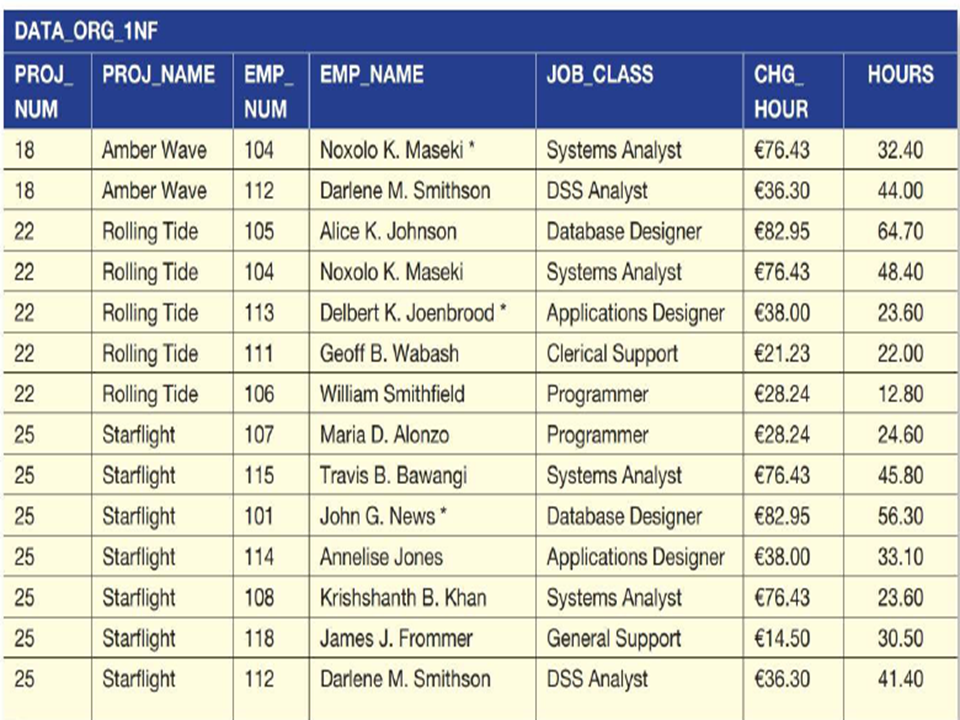 DATA_ORG_1NF
PROJ_ NUM PROJ_NAME EMP_ NUM EMP_NAME JOB_CLASS CHG_ HOUR HOURS
18 Amber Wave 104 Noxolo K. Maseki * Systems Analyst €76.43 32.40
18 Amber Wave 112 Darlene M. Smithson DSS Analyst €36.30 44.00
22 Rolling Tide 105 Alice K. Johnson Database Designer €82.95 64.70
22 Rolling Tide 104 Noxolo K. Maseki Systems Analyst €76.43 48.40
22 Rolling Tide 113 Delbert K. Joenbrood * Applications Designer €38.00 23.60
22 Rolling Tide 111 Geoff B. Wabash Clerical Support €21.23 22.00
22 Rolling Tide 106 William Smithfield Programmer €28.24 12.80
25 Starflight 107 Maria D. Alonzo Programmer €28.24 24.60
25 Starflight 115 Travis B. Bawangi Systems Analyst €76.43 45.80
25 Starflight 101 John G. News * Database Designer €82.95 56.30
25 Starflight 114 Annelise Jones Applications Designer €38.00 33.10
25 Starflight 108 Krishshanth B. Khan Systems Analyst €76.43 23.60
25 Starflight 118 James J. Frommer General Support €14.50 30.50
25 Starflight 112 Darlene M. Smithson DSS Analyst €36.30 41.40